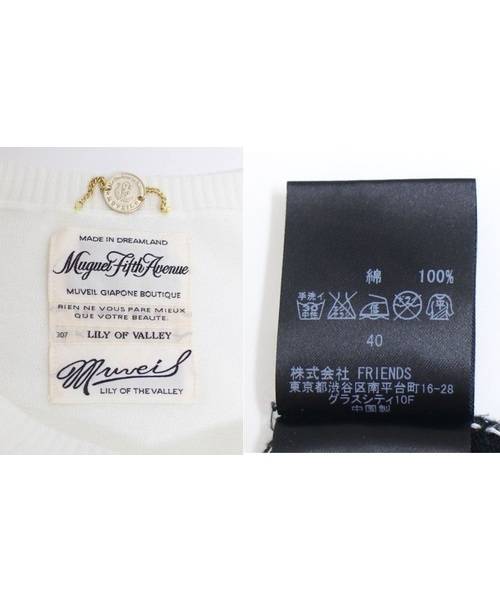 MADE IN DREAMLAND
Muguet Fifth Avenue
MUVEIL GIAPONE BOUTIQUE
RIEN NE VOUS PARE MIEUX
QUE VOTRE BEAUTE.
307 LILY OF VALLEY
Muveil
LILY OF THE VALLEY
綿 100%
手洗イ
40
株式会社 FRIENDS
東京都渋谷区南平台町16-28
グラスシティ10F
中国製